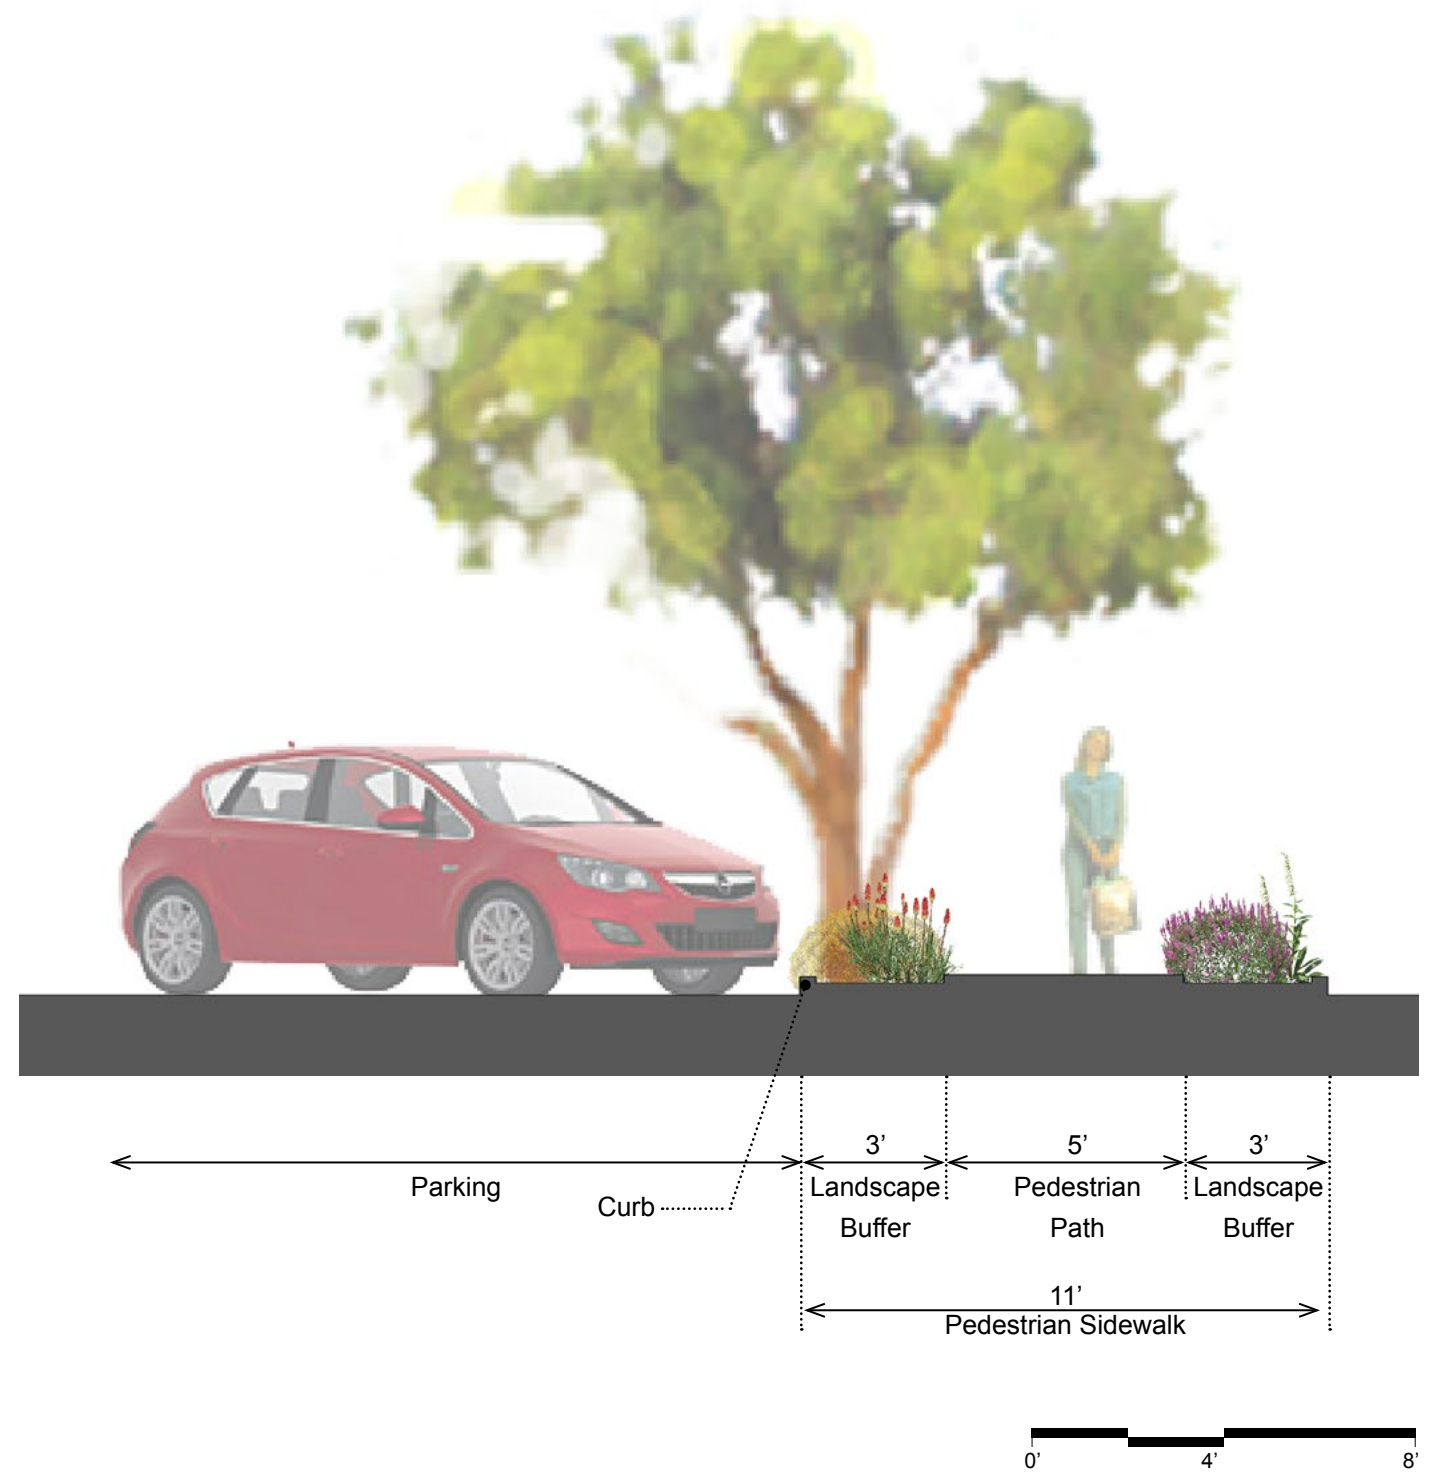 3’
5’
3’
Parking
Landscape
Pedestrian
Landscape
Curb
Buffer
Path
Buffer
11’
Pedestrian Sidewalk
0’
4’
8’